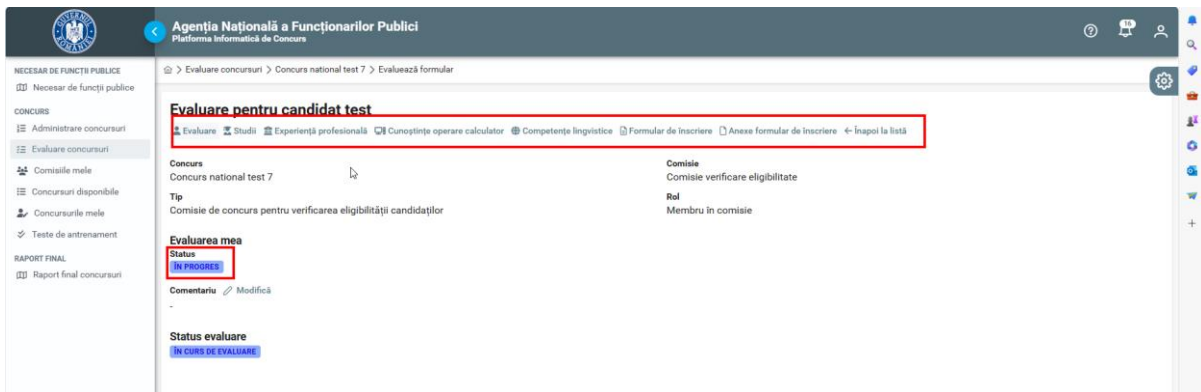 GUVERNUL ROMÂNIEI
Agenția Națională a Funcționarilor Publici
Platforma Informatică de Concurs
16
NECESAR DE FUNCȚII PUBLICE
Necesar de funcții publice
CONCURS
Administrare concursuri
Evaluare concursuri
Comisiile mele
Concursuri disponibile
Concursurile mele
Teste de antrenament
RAPORT FINAL
Raport final concursuri
> Evaluare concursuri > Concurs national test 7 > Evaluează formular
Evaluare pentru candidat test
Evaluare Studii Experiență profesională Cunoștințe operare calculator Competențe lingvistice Formular de înscriere Anexe formular de înscriere ← Înapoi la listă
Concurs
Concurs national test 7
Comisie
Comisie verificare eligibilitate
Tip
Comisie de concurs pentru verificarea eligibilității candidaților
Rol
Membru în comisie
Evaluarea mea
Status
ÎN PROGRES
Comentariu Modifică
-
Status evaluare
ÎN CURS DE EVALUARE